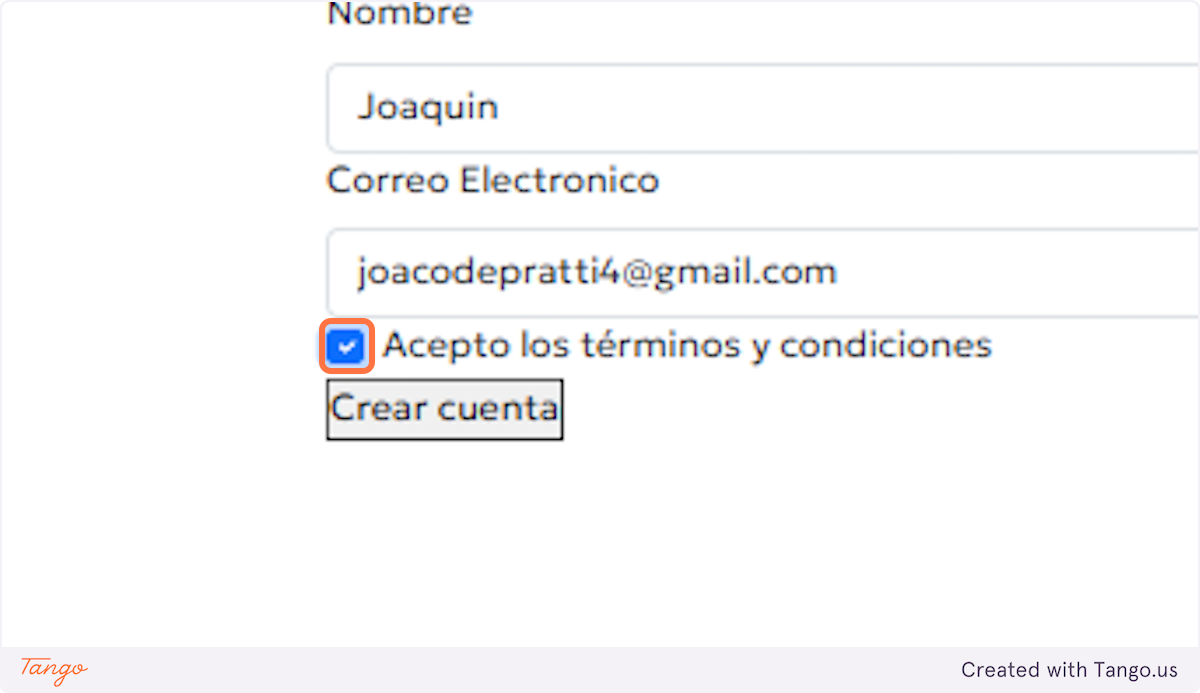 Nombre
Joaquin
Correo Electronico
joacodepratti4@gmail.com
Acepto los términos y condiciones
Crear cuenta
Tango
Created with Tango.us